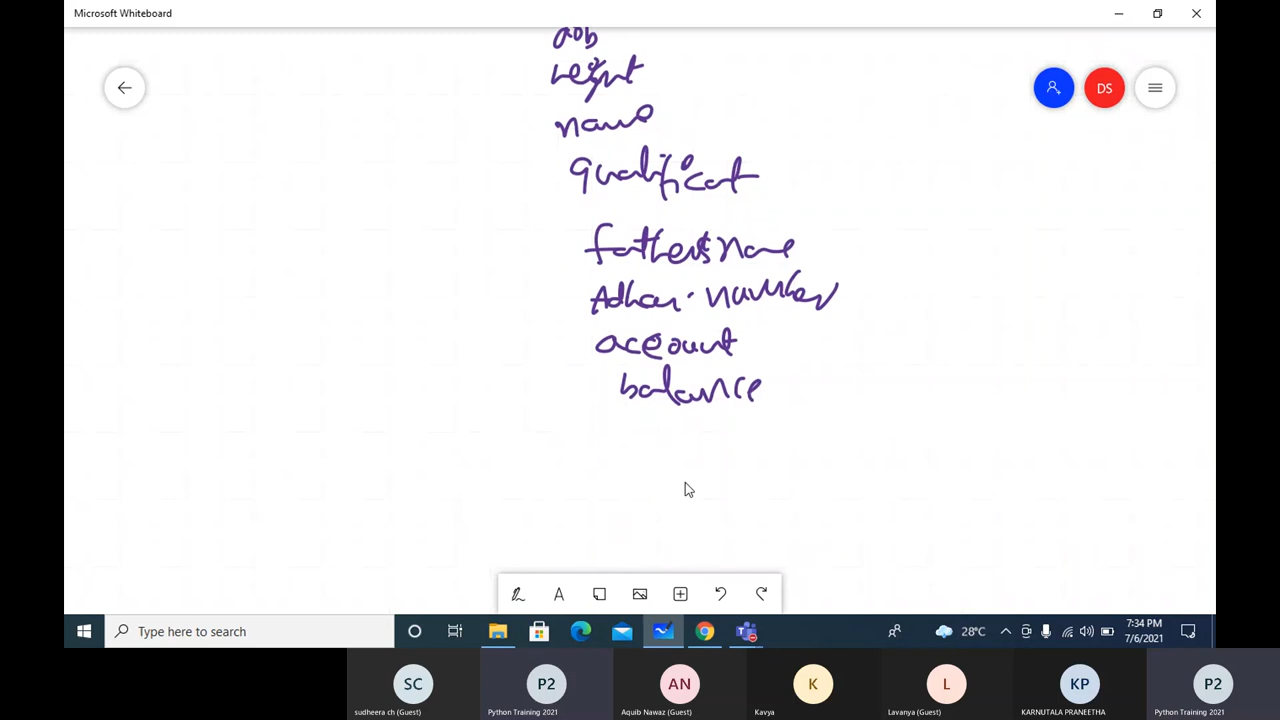 Microsoft Whiteboard
dob
height
DS
name
qualificat
father's name
Adhar. number
account
balance
A
Type here to search
28°C
7:34 PM
7/6/2021
SC
P2
AN
K
L
KP
P2
sudheera ch (Guest)
Python Training 2021
Aquib Nawaz (Guest)
Kavya
Lavanya (Guest)
KARNUTALA PRANEETHA
Python Training 2021